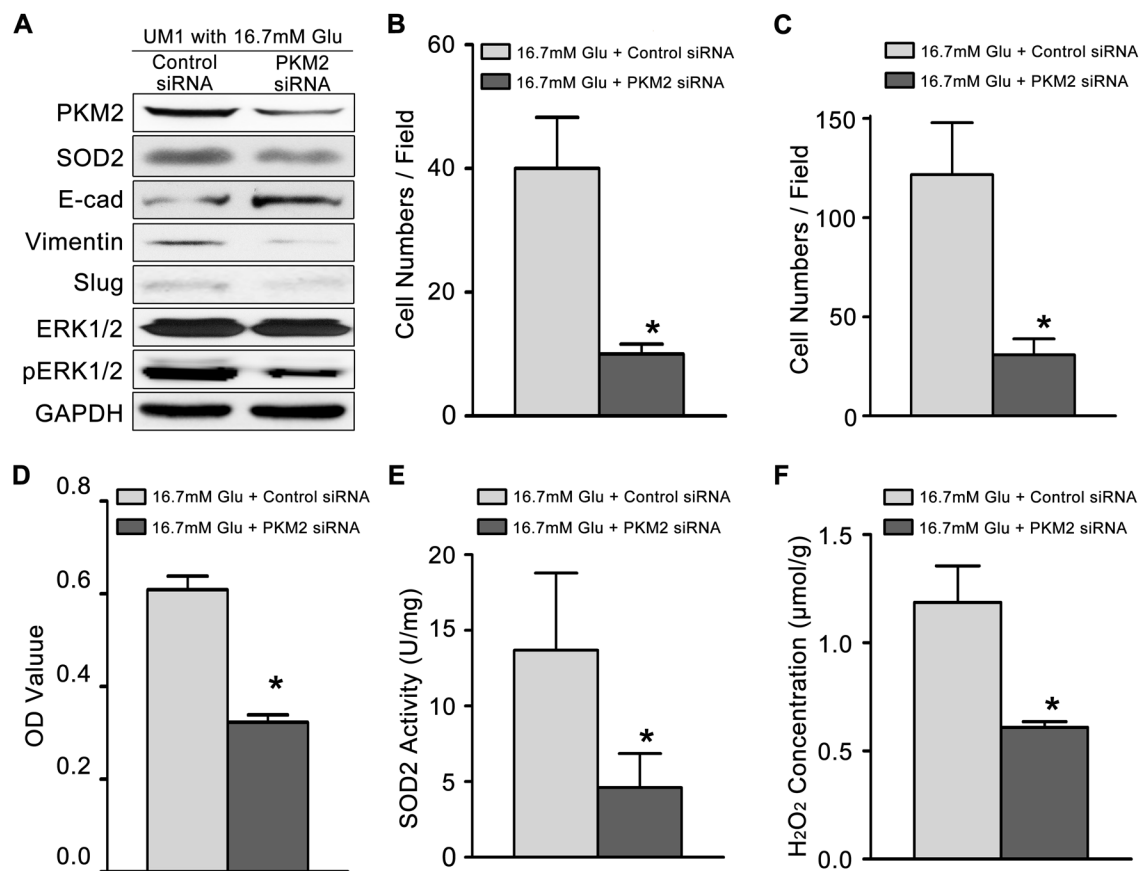 A
UM1 with 16.7mM Glu
Control siRNA
PKM2 siRNA
PKM2
SOD2
E-cad
Vimentin
Slug
ERK1/2
pERK1/2
GAPDH
B
16.7mM Glu + Control siRNA
16.7mM Glu + PKM2 siRNA
Cell Numbers / Field
60
40
20
0
*
C
16.7mM Glu + Control siRNA
16.7mM Glu + PKM2 siRNA
Cell Numbers / Field
150
100
50
0
*
D
16.7mM Glu + Control siRNA
16.7mM Glu + PKM2 siRNA
OD Valuue
0.8
0.6
0.4
0.2
0.0
*
E
16.7mM Glu + Control siRNA
16.7mM Glu + PKM2 siRNA
SOD2 Activity (U/mg)
20
15
10
5
0
*
F
16.7mM Glu + Control siRNA
16.7mM Glu + PKM2 siRNA
H₂O₂ Concentration (μmol/g)
1.5
1.0
0.5
0.0
*